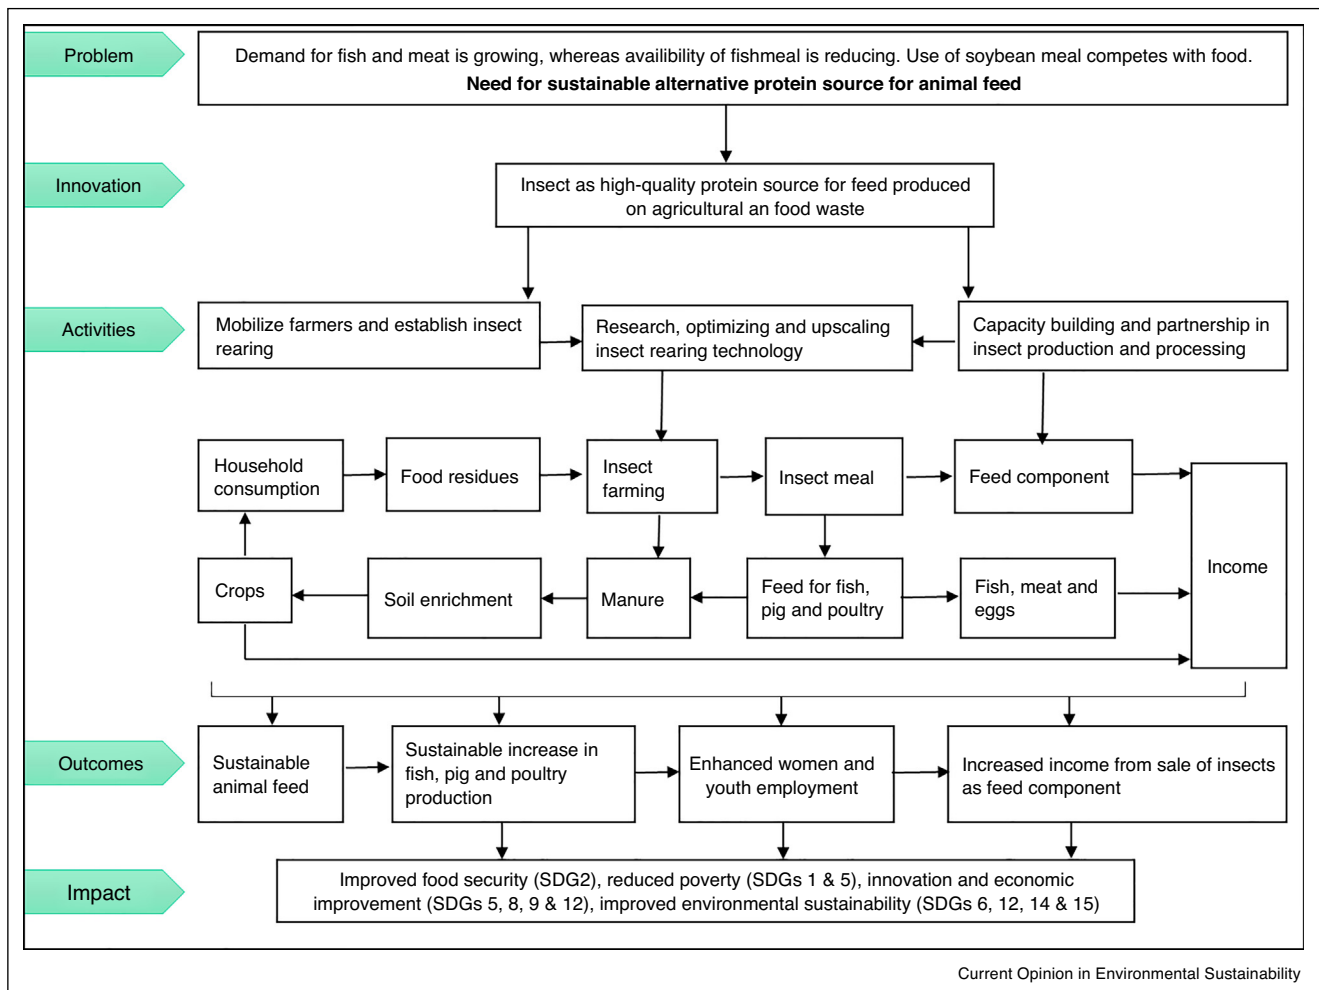 Problem
Demand for fish and meat is growing, whereas availibility of fishmeal is reducing. Use of soybean meal competes with food.
Need for sustainable alternative protein source for animal feed
Innovation
Insect as high-quality protein source for feed produced
on agricultural an food waste
Activities
Mobilize farmers and establish insect
rearing
Research, optimizing and upscaling
insect rearing technology
Capacity building and partnership in
insect production and processing
Household
consumption
Food residues
Insect
farming
Insect meal
Feed component
Income
Crops
Soil enrichment
Manure
Feed for fish,
pig and poultry
Fish, meat and
eggs
Outcomes
Sustainable
animal feed
Sustainable increase in
fish, pig and poultry
production
Enhanced women and
youth employment
Increased income from sale of insects
as feed component
Impact
Improved food security (SDG2), reduced poverty (SDGs 1 & 5), innovation and economic
improvement (SDGs 5, 8, 9 & 12), improved environmental sustainability (SDGs 6, 12, 14 & 15)
Current Opinion in Environmental Sustainability